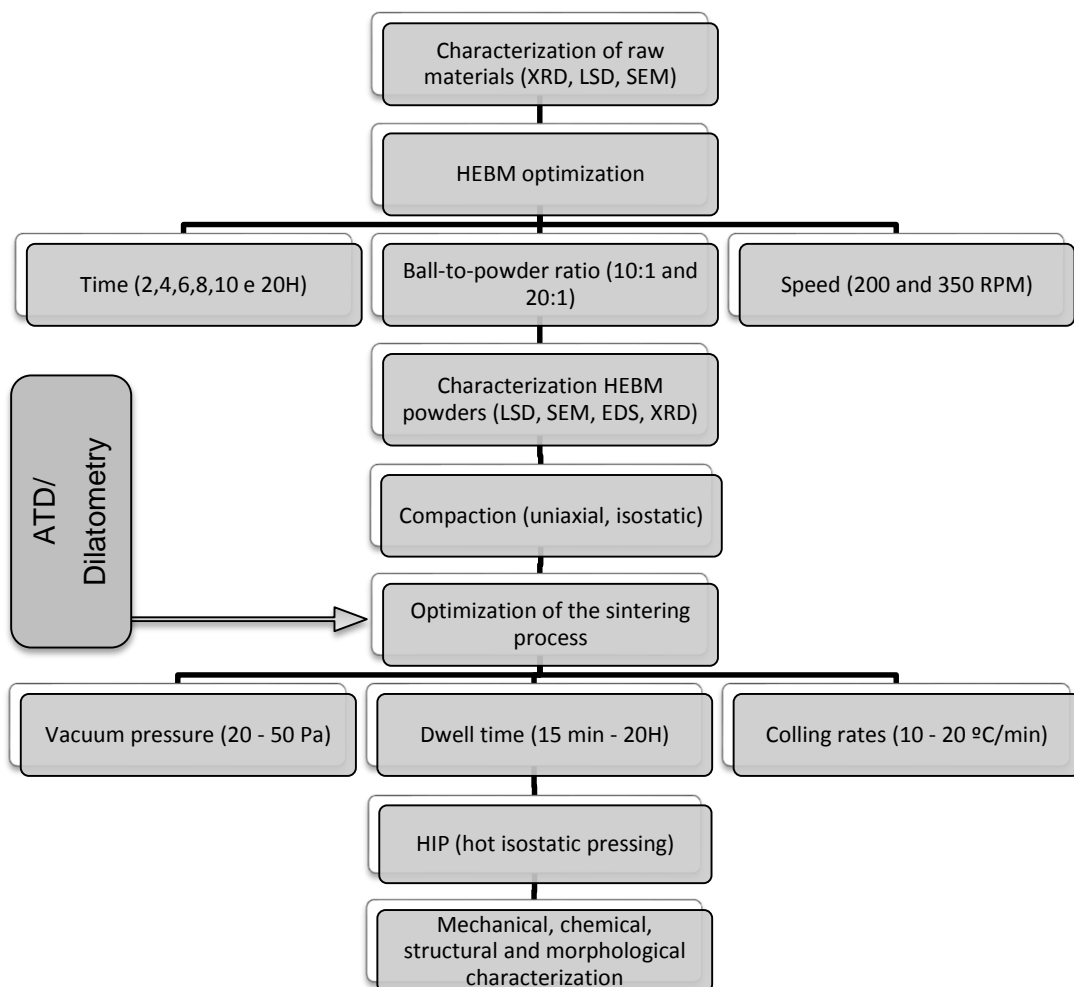 Characterization of raw
materials (XRD, LSD, SEM)
HEBM optimization
Time (2,4,6,8,10 e 20H)
Ball-to-powder ratio (10:1 and
20:1)
Speed (200 and 350 RPM)
Characterization HEBM
powders (LSD, SEM, EDS, XRD)
ATD/
Dilatometry
Compaction (uniaxial, isostatic)
Optimization of the sintering
process
Vacuum pressure (20 - 50 Pa)
Dwell time (15 min - 20H)
Colling rates (10 - 20 ºC/min)
HIP (hot isostatic pressing)
Mechanical, chemical,
structural and morphological
characterization